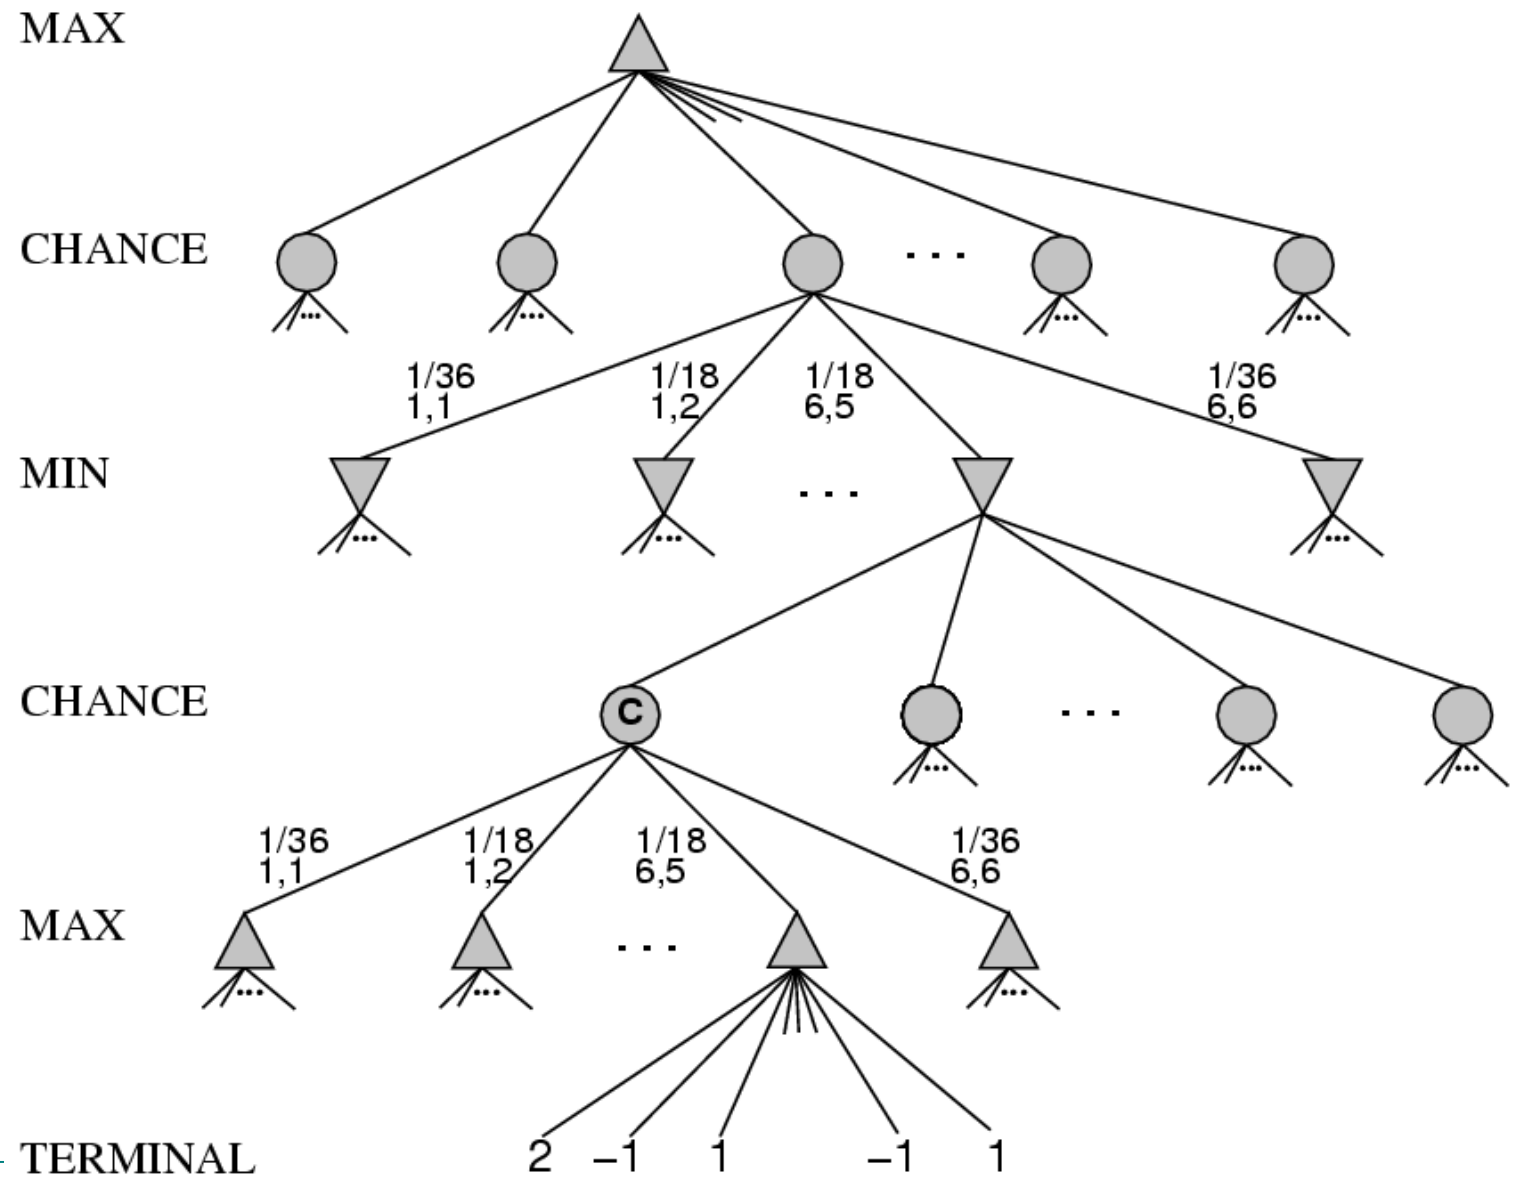 MAX
CHANCE
. . .
... ... ... ... ...
1/36 1/18 1/18 1/36
1,1 1,2 6,5 6,6
MIN
. . .
... ... ...
CHANCE
C
. . .
... ... ...
1/36 1/18 1/18 1/36
1,1 1,2 6,5 6,6
MAX
. . .
... ... ...
TERMINAL 2 –1 1 –1 1